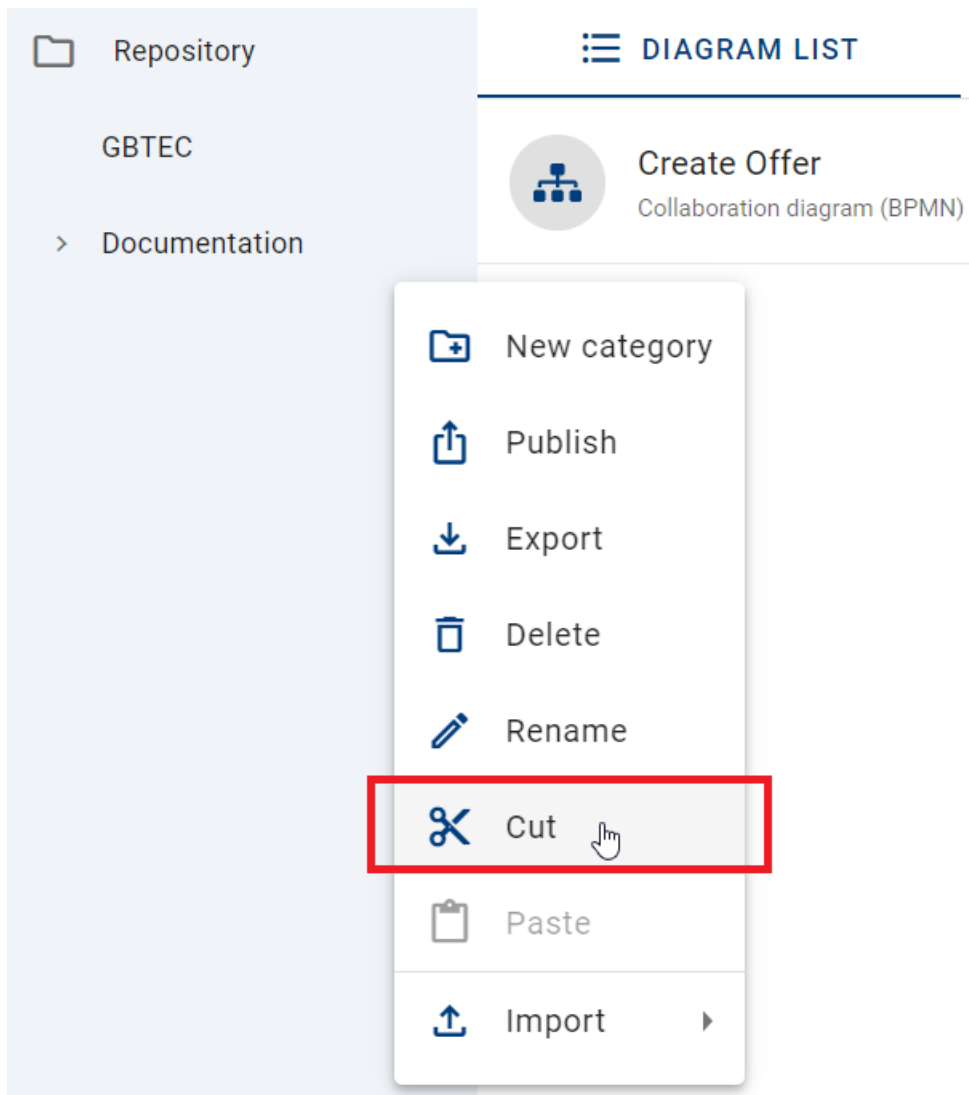 Repository
GBTEC
Documentation
DIAGRAM LIST
Create Offer
Collaboration diagram (BPMN)
New category
Publish
Export
Delete
Rename
Cut
Paste
Import